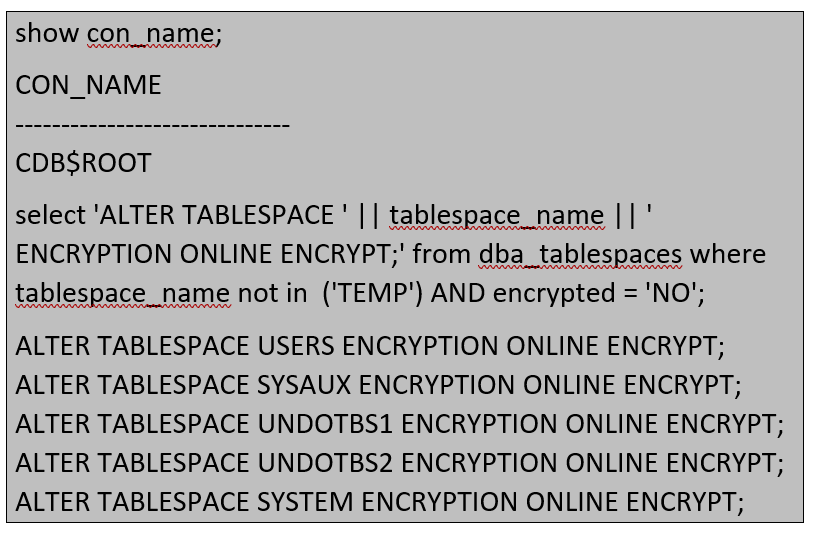 show con_name;
CON_NAME
------------------------------
CDB$ROOT
select 'ALTER TABLESPACE ' || tablespace_name || '
ENCRYPTION ONLINE ENCRYPT;' from dba_tablespaces where
tablespace_name not in  ('TEMP') AND encrypted = 'NO';
ALTER TABLESPACE USERS ENCRYPTION ONLINE ENCRYPT;
ALTER TABLESPACE SYSAUX ENCRYPTION ONLINE ENCRYPT;
ALTER TABLESPACE UNDOTBS1 ENCRYPTION ONLINE ENCRYPT;
ALTER TABLESPACE UNDOTBS2 ENCRYPTION ONLINE ENCRYPT;
ALTER TABLESPACE SYSTEM ENCRYPTION ONLINE ENCRYPT;